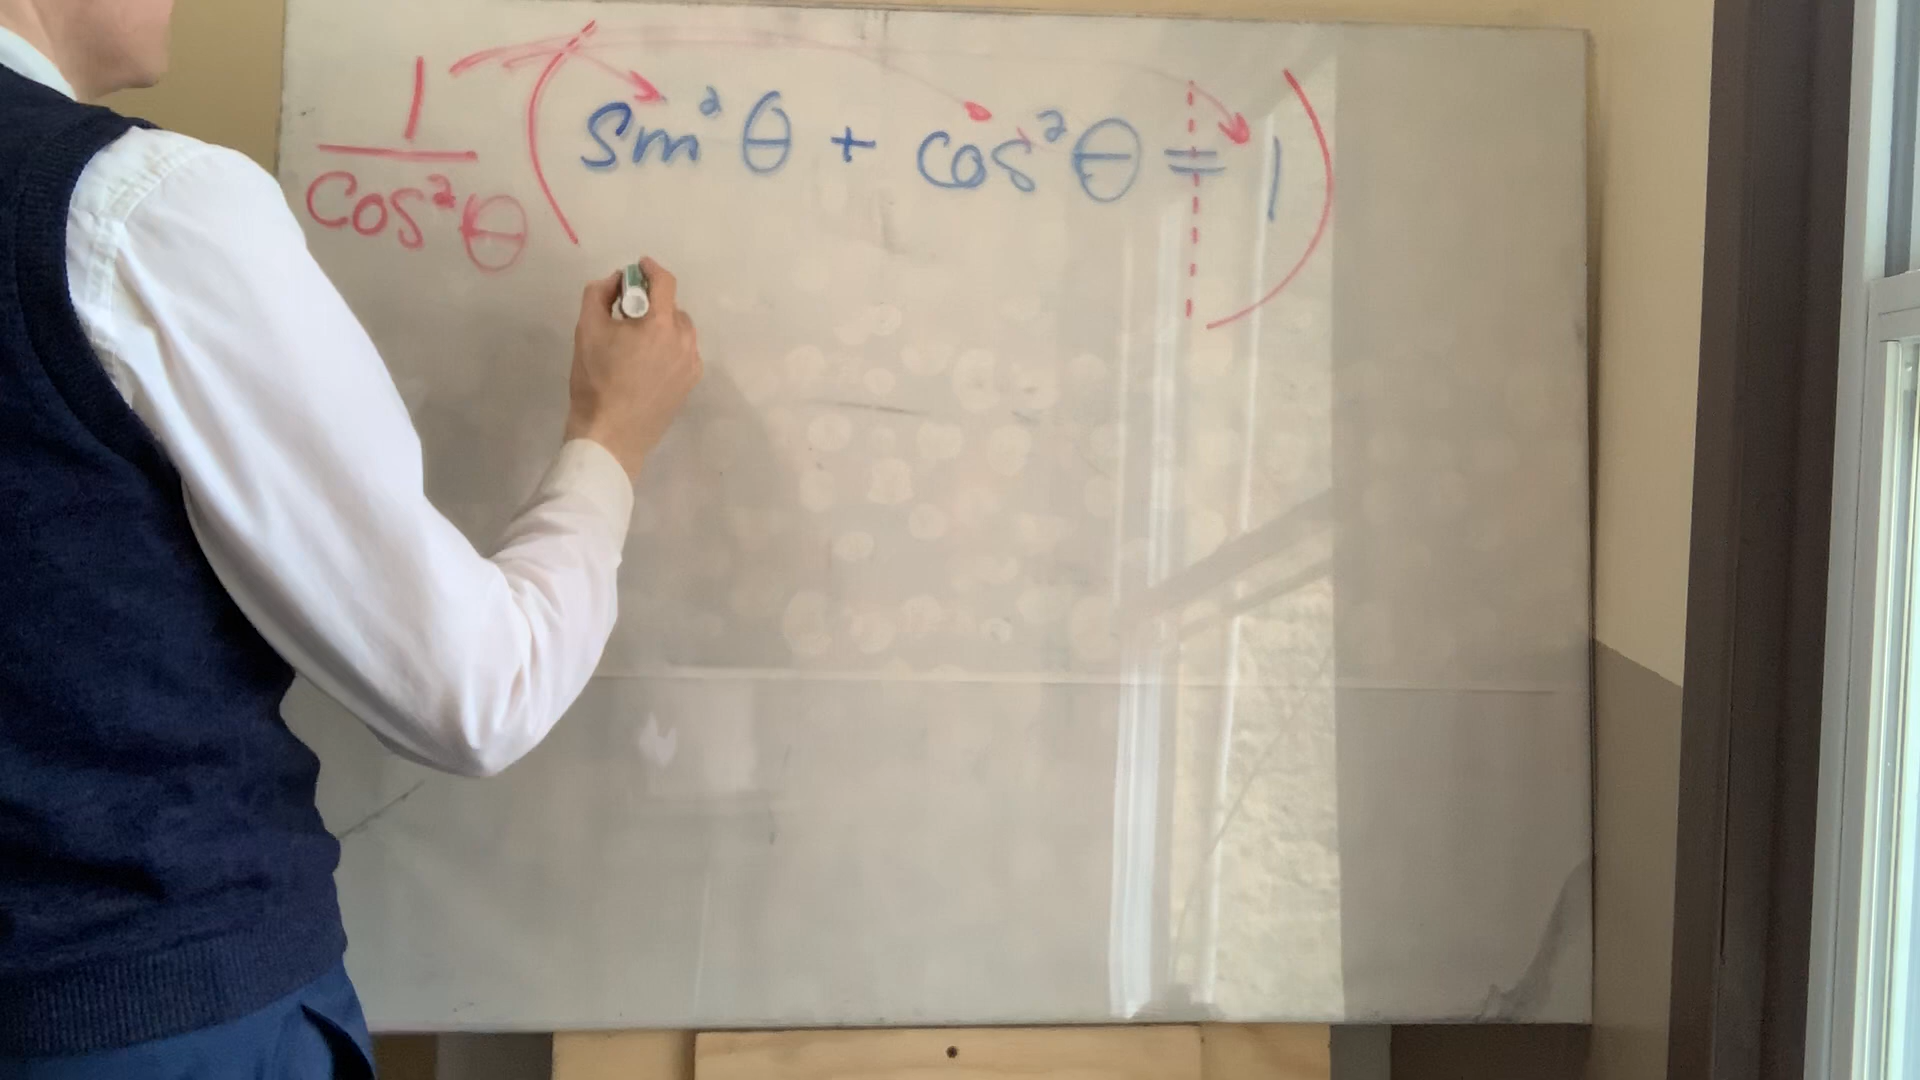 1/cos²θ (sin²θ + cos²θ = 1)